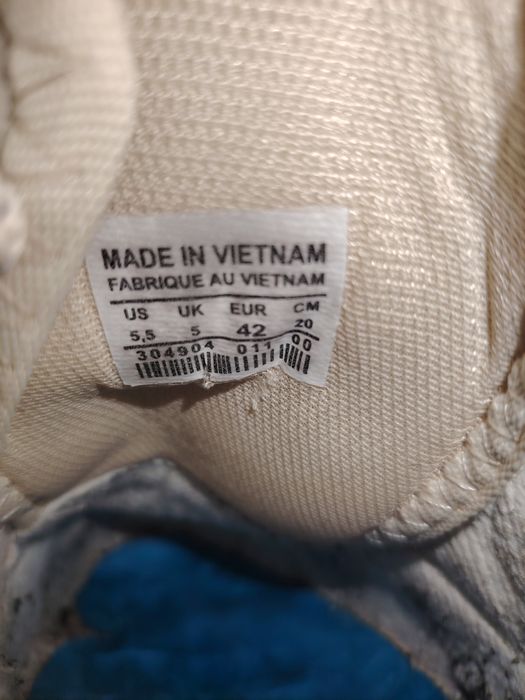 MADE IN VIETNAM
FABRIQUE AU VIETNAM
US UK EUR CM
5,5 5 42 20
304904 011 00